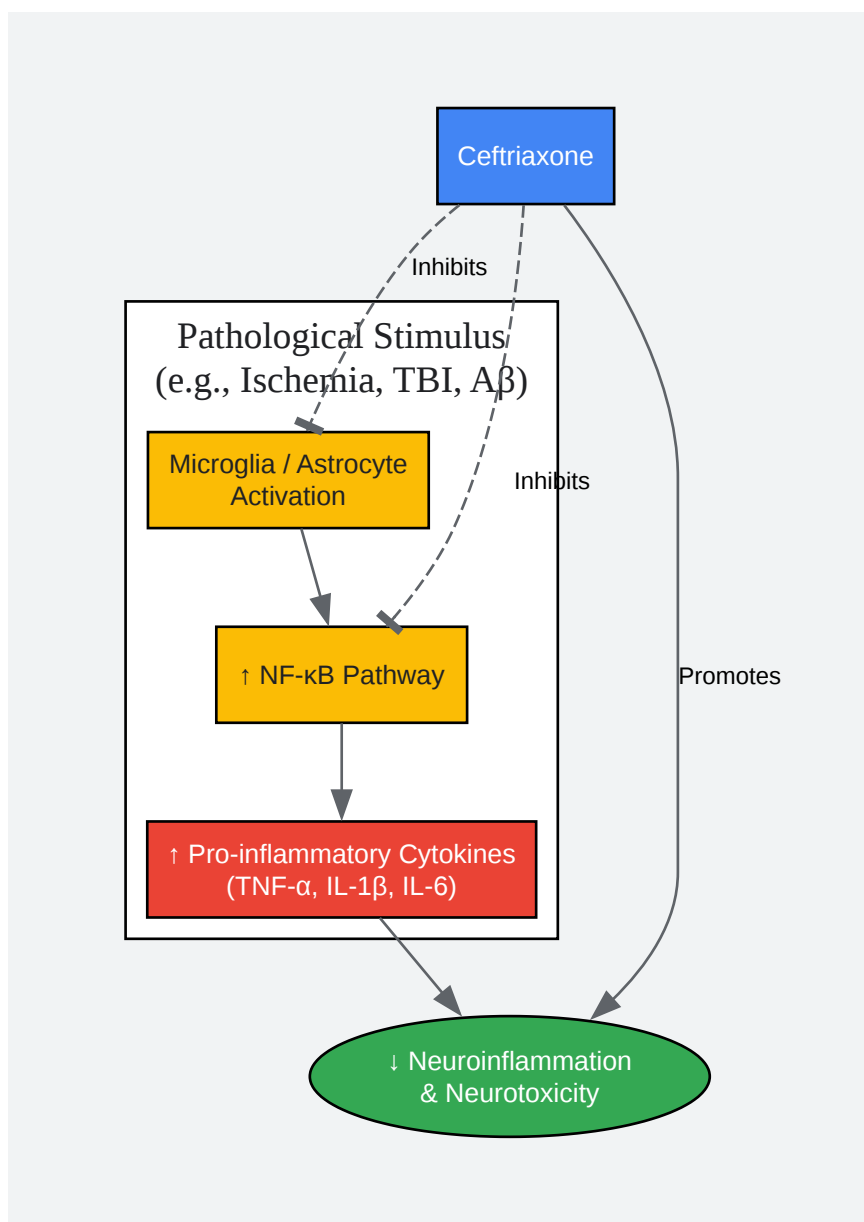 Ceftriaxone
Inhibits
Pathological Stimulus
(e.g., Ischemia, TBI, Aβ)
Microglia / Astrocyte
Activation
Inhibits
↑ NF-κB Pathway
Promotes
↑ Pro-inflammatory Cytokines
(TNF-α, IL-1β, IL-6)
↓ Neuroinflammation
& Neurotoxicity